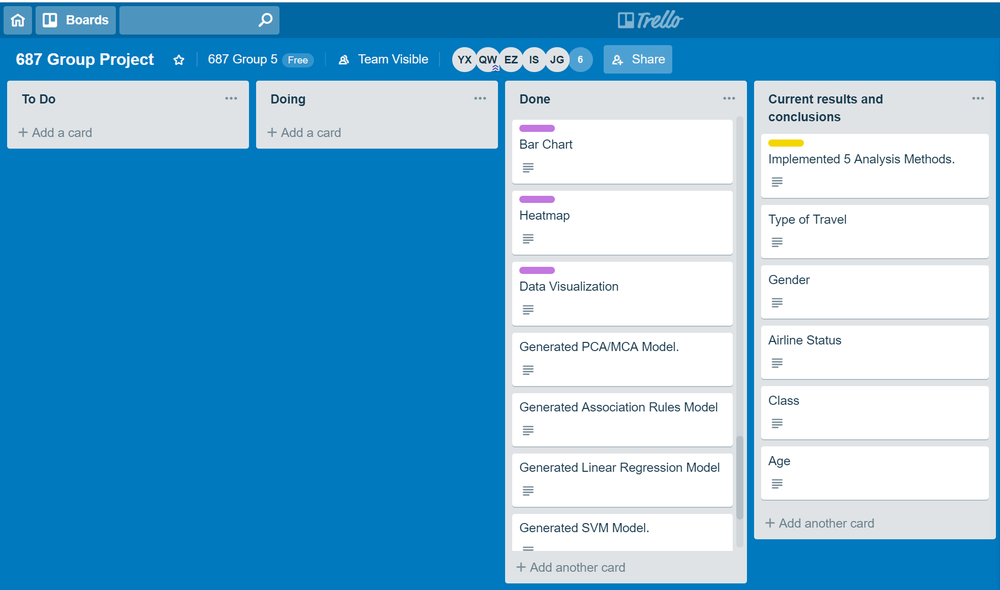 Boards
Trello
687 Group Project
687 Group 5 Free
Team Visible
YX QW EZ IS JG 6
Share
To Do
+ Add a card
Doing
+ Add a card
Done
Bar Chart
Heatmap
Data Visualization
Generated PCA/MCA Model.
Generated Association Rules Model
Generated Linear Regression Model
Generated SVM Model.
+ Add another card
Current results and
conclusions
Implemented 5 Analysis Methods.
Type of Travel
Gender
Airline Status
Class
Age
+ Add another card